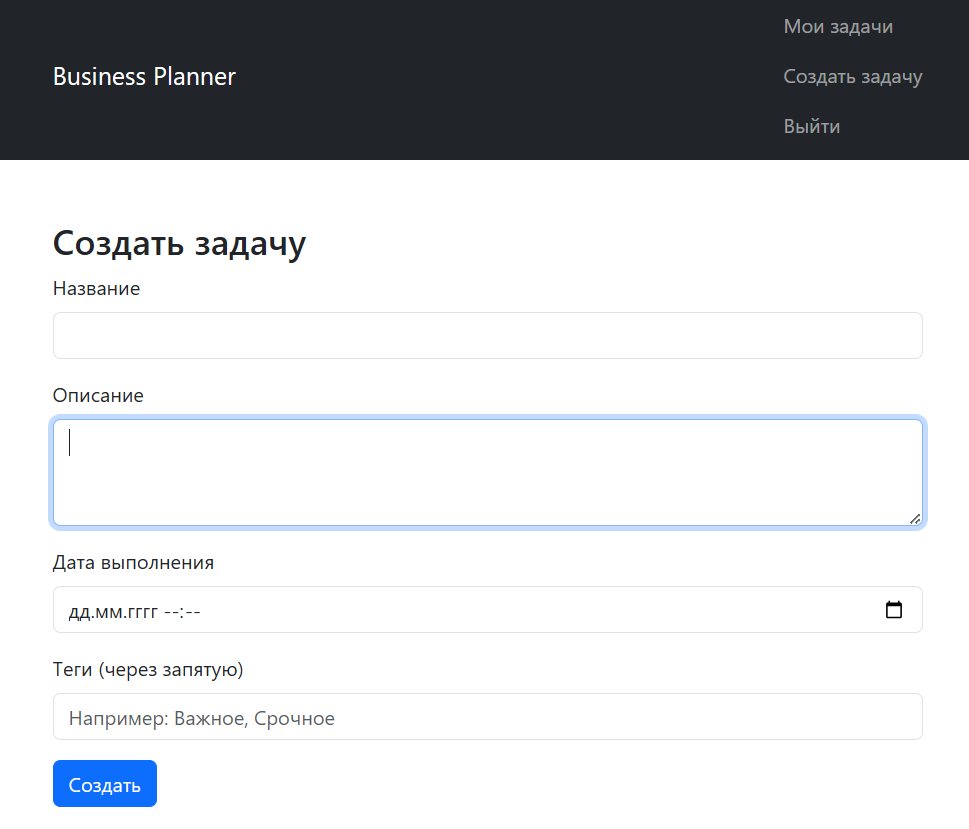 Мои задачи
Business Planner
Создать задачу
Выйти
Создать задачу
Название
Описание
Дата выполнения
дд.мм.гггг --:--
Теги (через запятую)
Например: Важное, Срочное
Создать